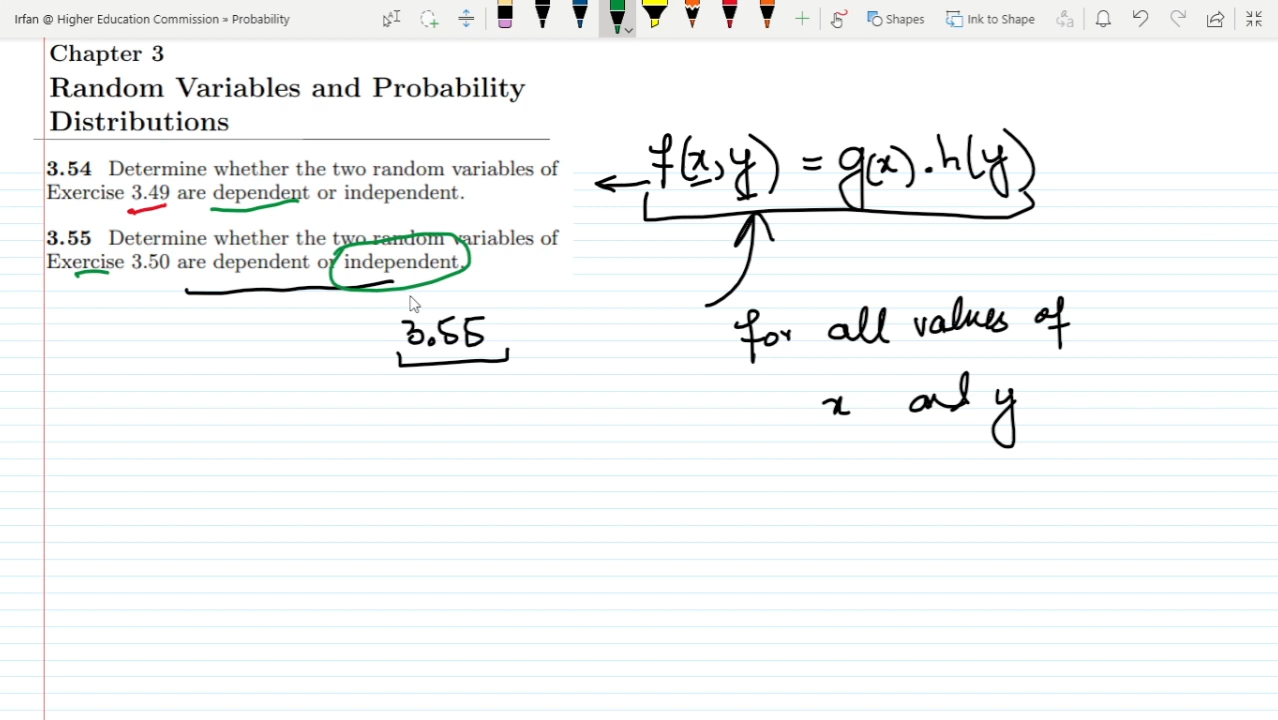 Irfan @ Higher Education Commission » Probability
Shapes
Ink to Shape
Chapter 3
Random Variables and Probability
Distributions
3.54 Determine whether the two random variables of
Exercise 3.49 are dependent or independent.
3.55 Determine whether the two random variables of
Exercise 3.50 are dependent or independent.
3.55
f(x,y) = g(x).h(y)
for all values of
x and y